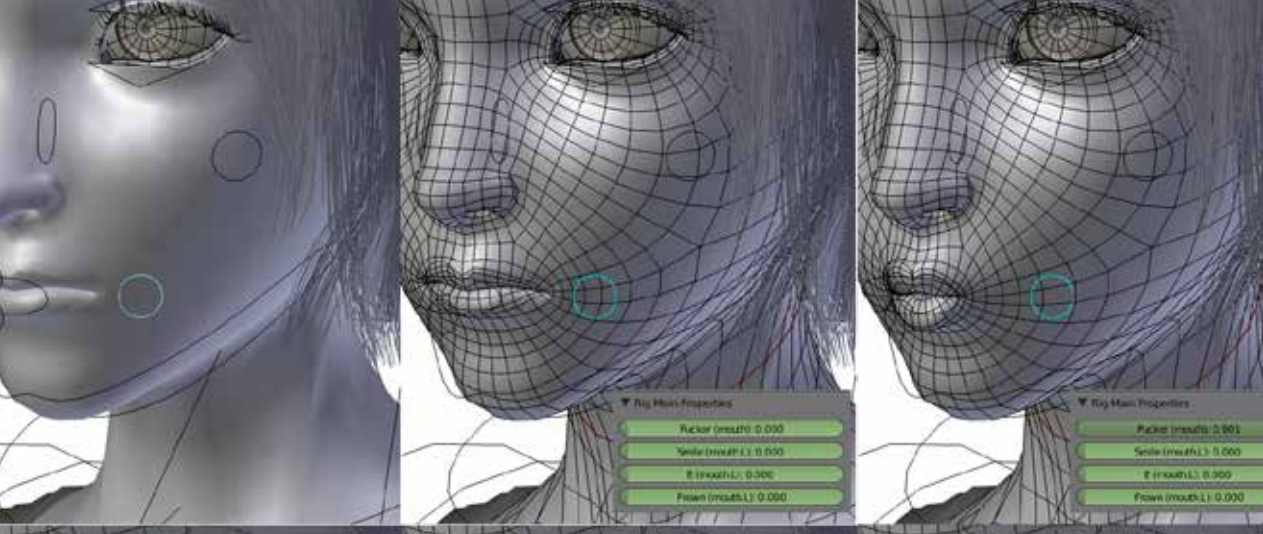 ▼ Rig Main Properties
Pucker (mouth): 0.000
Smile (mouth.L): 0.000
E (mouth.L): 0.000
Frown (mouth.L): 0.000
▼ Rig Main Properties
Pucker (mouth): 0.901
Smile (mouth.L): 0.000
E (mouth.L): 0.000
Frown (mouth.L): 0.000